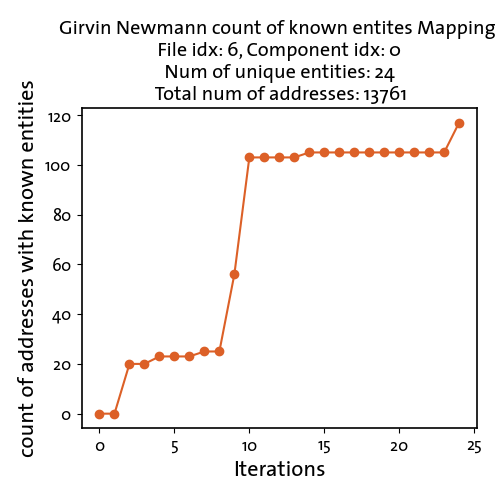 Girvin Newmann count of known entites Mapping
File idx: 6, Component idx: 0
Num of unique entities: 24
Total num of addresses: 13761
count of addresses with known entities
120
100
80
60
40
20
0
0 5 10 15 20 25
Iterations